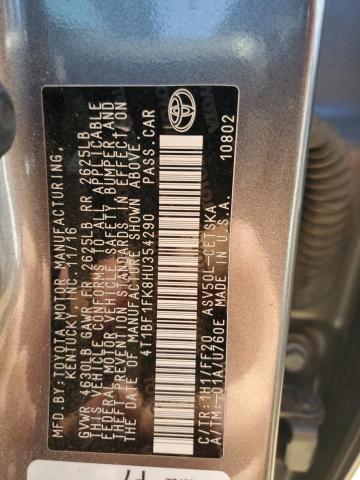 MFD. BY: TOYOTA MOTOR MANUFACTURING,
KENTUCKY, INC. 11/16
GVWR 4630LB GAWR FR 2625LB RR 2625LB
THIS VEHICLE CONFORMS TO ALL APPLICABLE
FEDERAL MOTOR VEHICLE SAFETY, BUMPER, AND
THEFT PREVENTION STANDARDS IN EFFECT ON
THE DATE OF MANUFACTURE SHOWN ABOVE.
4T1BF1FK8HU354290 PASS. CAR
C/TR: 1H1/FF20 ASV50L-CETSKA
A/TM: -01A/U760E MADE IN U.S.A. 10802